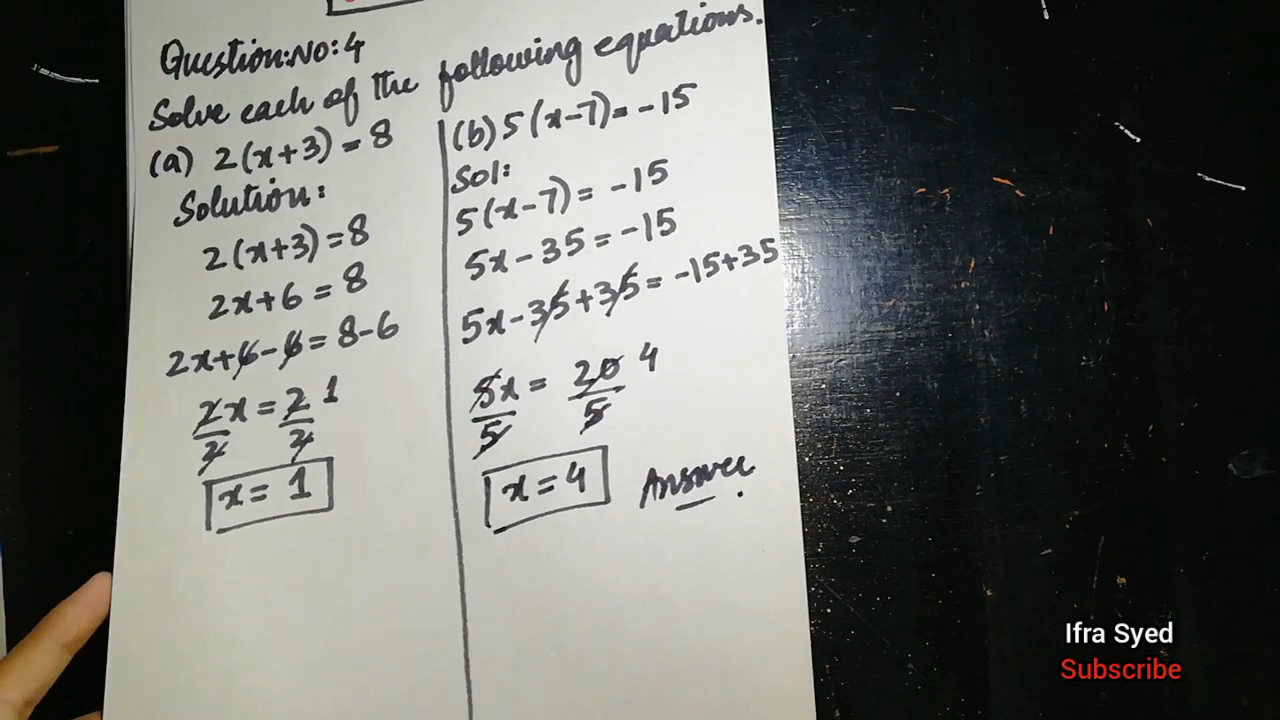 Question:No:4
Solve each of the following equations.
(a) 2(x+3) = 8
Solution:
2(x+3) = 8
2x+6 = 8
2x+6-6 = 8-6
2x/2 = 2/2 1
x = 1
(b) 5(x-7) = -15
Sol:
5(x-7) = -15
5x-35 = -15
5x-35+35 = -15+35
5x/5 = 20/5 4
x = 4 Answer.
Ifra Syed
Subscribe